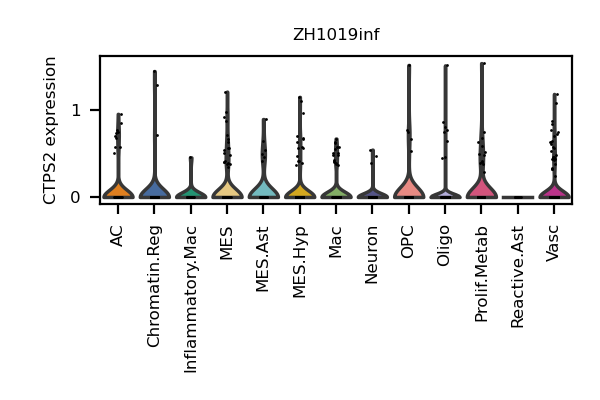 ZH1019inf
CTPS2 expression
1
0
AC
Chromatin.Reg
Inflammatory.Mac
MES
MES.Ast
MES.Hyp
Mac
Neuron
OPC
Oligo
Prolif.Metab
Reactive.Ast
Vasc